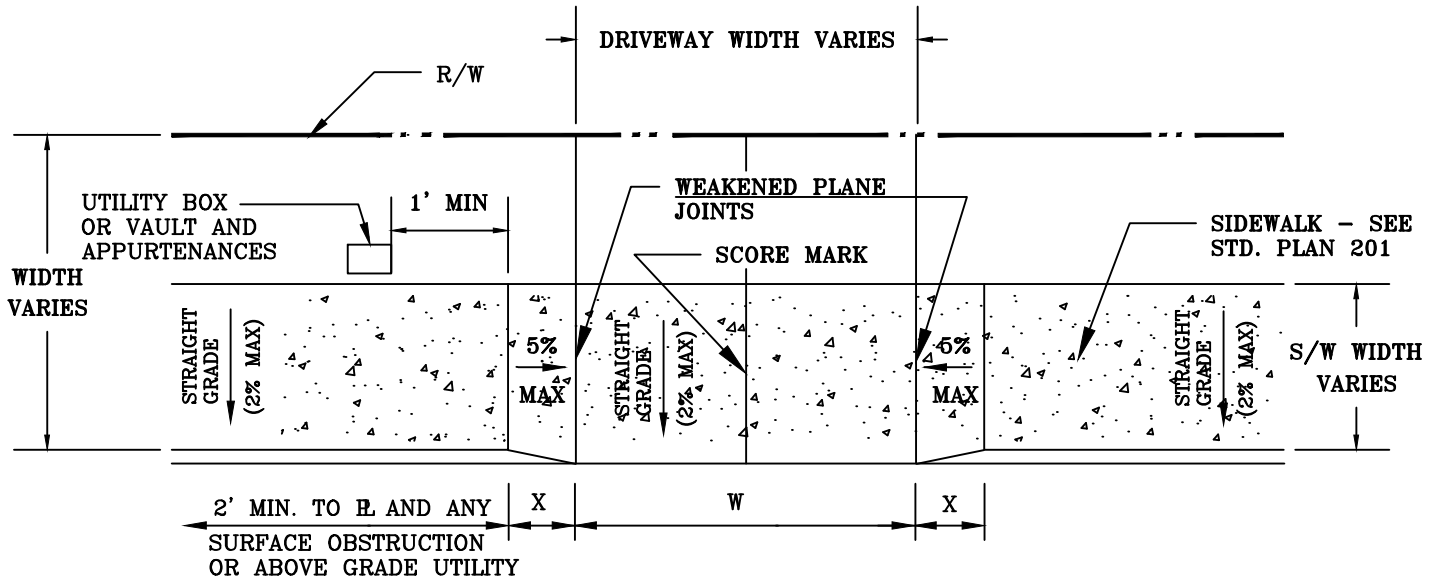 DRIVEWAY WIDTH VARIES
R/W
UTILITY BOX
OR VAULT AND
APPURTENANCES
1' MIN
WEAKENED PLANE
JOINTS
SCORE MARK
SIDEWALK - SEE
STD. PLAN 201
WIDTH
VARIES
STRAIGHT
GRADE
(2% MAX)
5%
MAX
STRAIGHT
GRADE
(2% MAX)
5%
MAX
STRAIGHT
GRADE
(2% MAX)
S/W WIDTH
VARIES
2' MIN. TO PL AND ANY
SURFACE OBSTRUCTION
OR ABOVE GRADE UTILITY
X
W
X